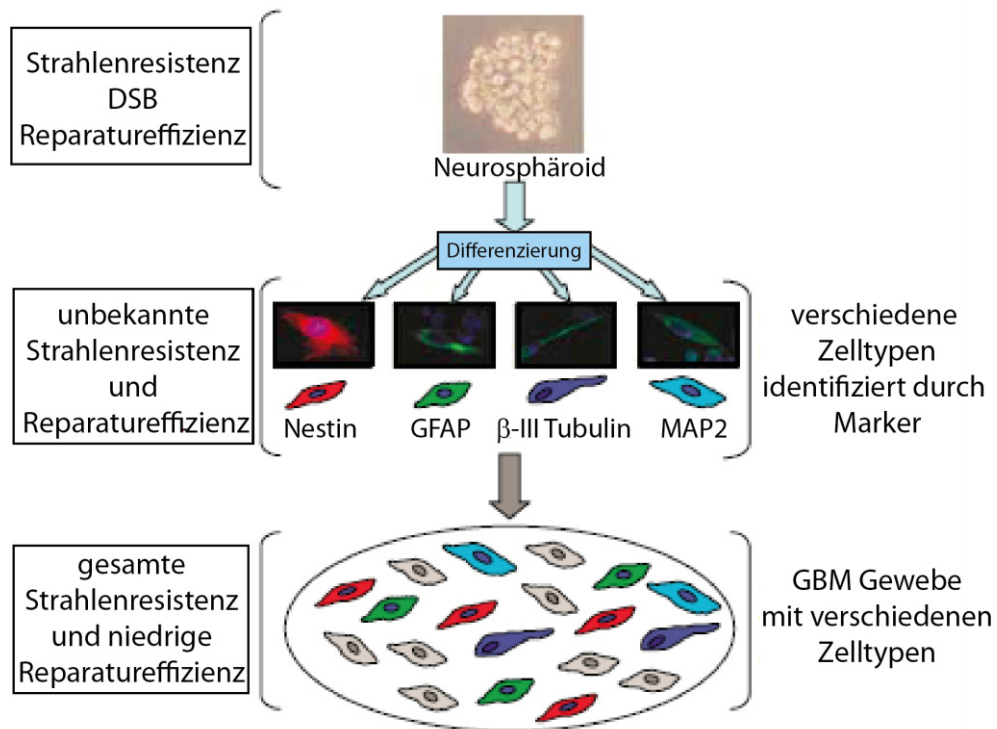 Strahlenresistenz
DSB
Reparatureffizienz
Neurosphäroid
Differenzierung
unbekannte
Strahlenresistenz
und
Reparatureffizienz
Nestin
GFAP
β-III Tubulin
MAP2
verschiedene
Zelltypen
identifiziert durch
Marker
gesamte
Strahlenresistenz
und niedrige
Reparatureffizienz
GBM Gewebe
mit verschiedenen
Zelltypen